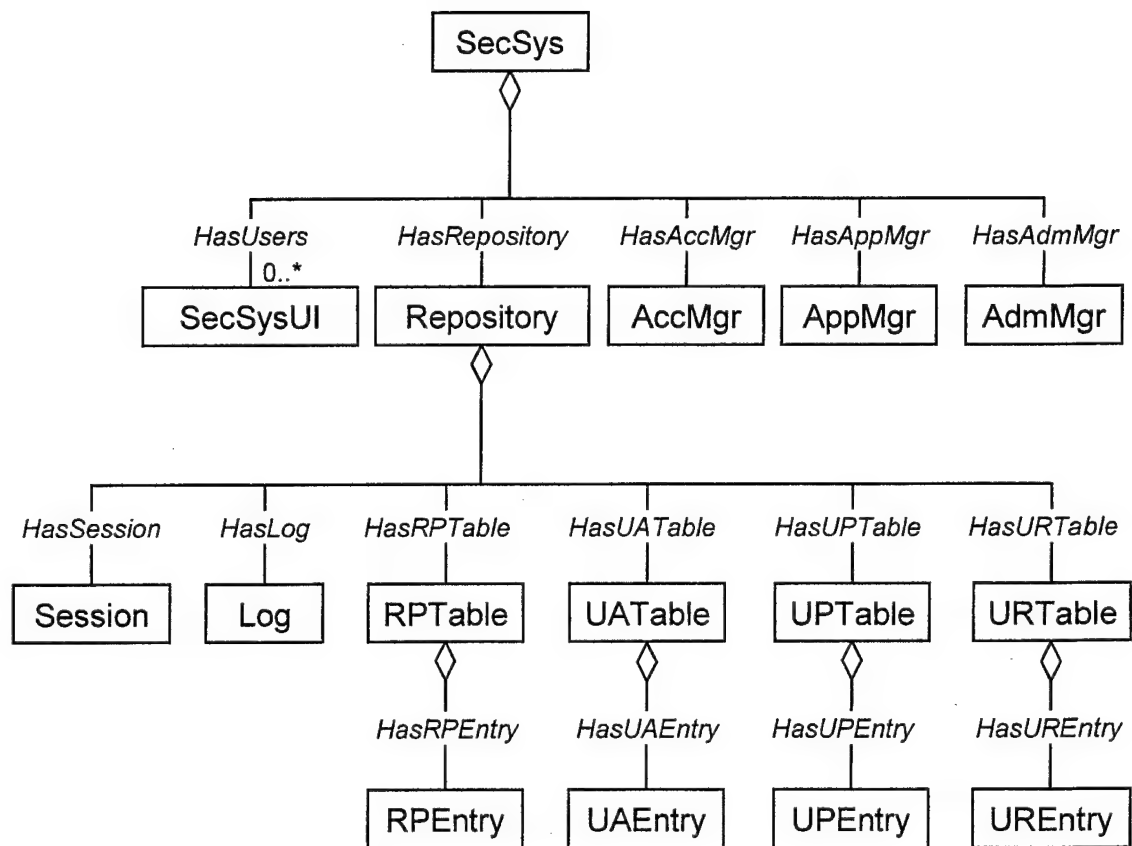 SecSys
HasUsers HasRepository HasAccMgr HasAppMgr HasAdmMgr
0..*
SecSysUI Repository AccMgr AppMgr AdmMgr
HasSession HasLog HasRPTable HasUATable HasUPTable HasURTable
Session Log RPTable UATable UPTable URTable
HasRPEntry HasUAEntry HasUPEntry HasUREntry
RPEntry UAEntry UPEntry UREntry